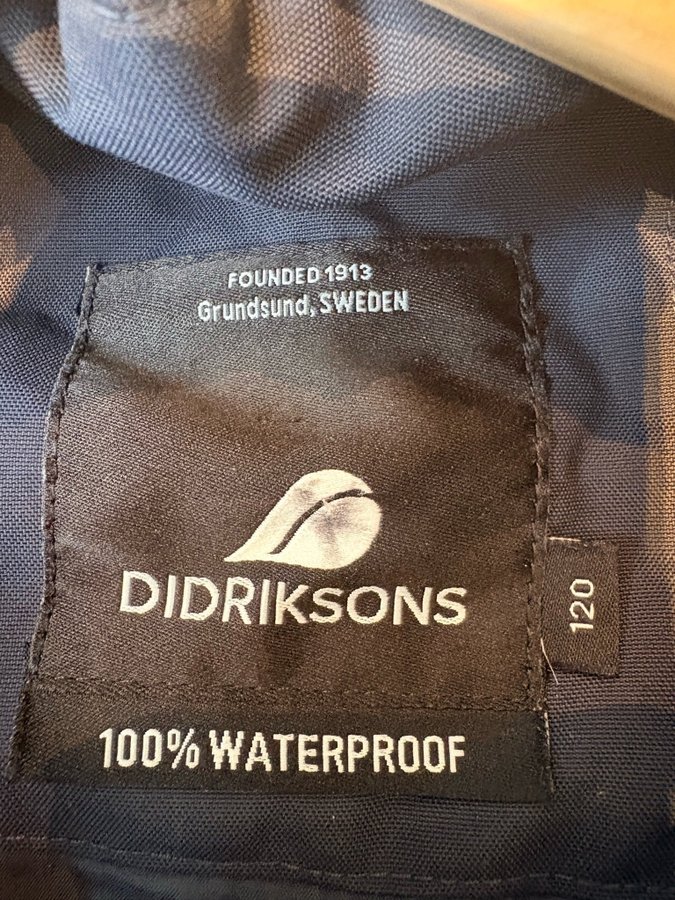 FOUNDED 1913
Grundsund, SWEDEN
DIDRIKSONS
120
100% WATERPROOF